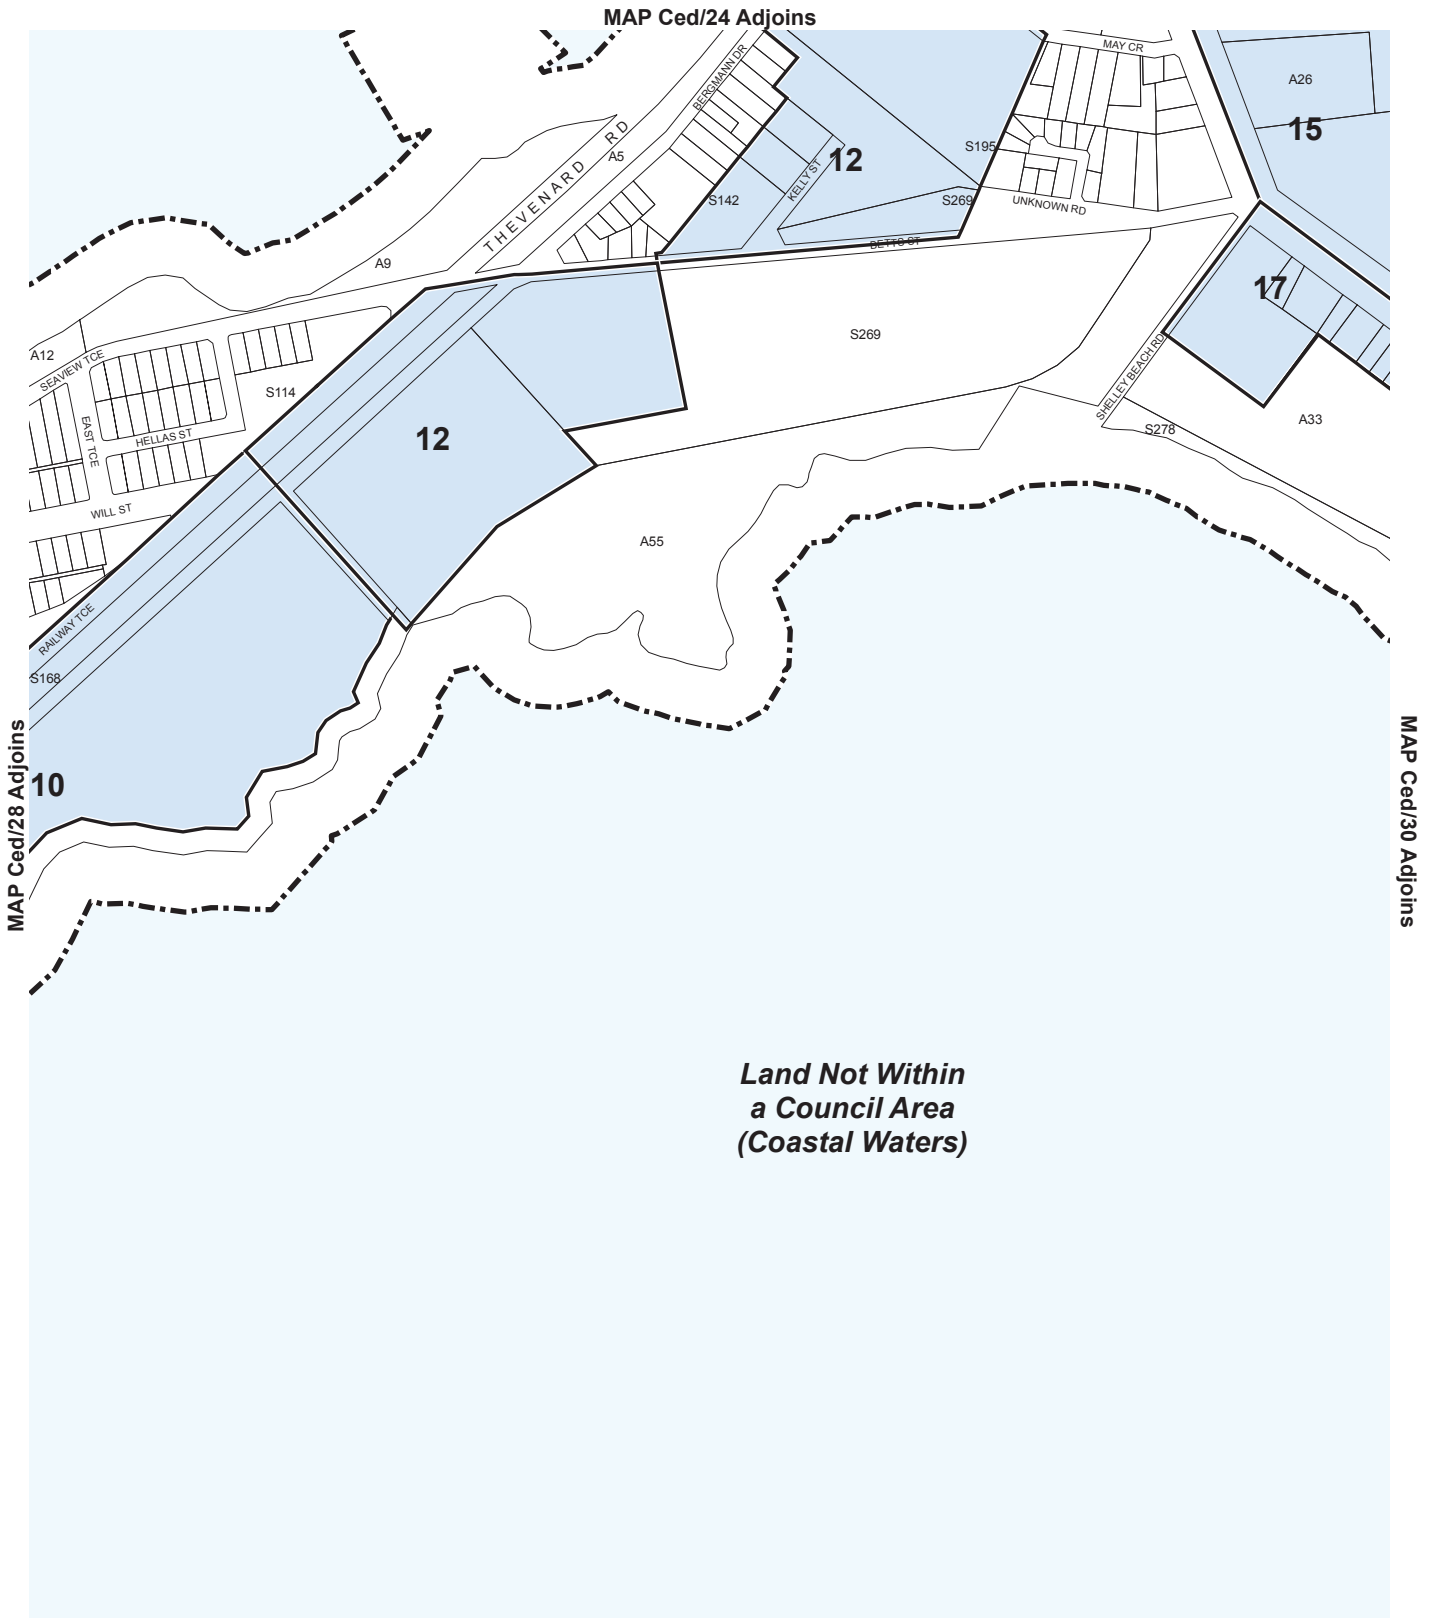 MAP Ced/24 Adjoins
MAY CR
BERGMANN DR
A26
15
THEVENARD RD
A5
12
S195
KELLY ST
S142
S269
UNKNOWN RD
BETTS ST
A9
17
A12
SEAVIEW TCE
S269
SHELLEY BEACH RD
S114
EAST TCE
HELLAS ST
12
A33
S278
WILL ST
A55
RAILWAY TCE
S168
10
MAP Ced/28 Adjoins
MAP Ced/30 Adjoins
Land Not Within
a Council Area
(Coastal Waters)